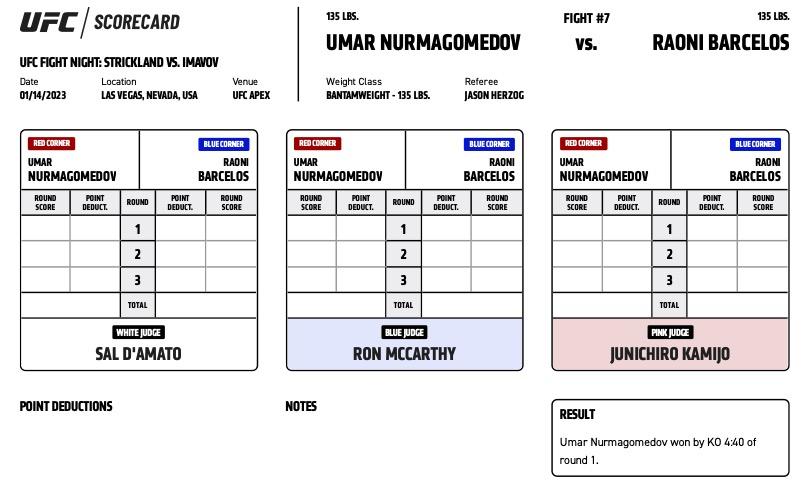 UFC SCORECARD
UFC FIGHT NIGHT: STRICKLAND VS. IMAVOV
Date Location Venue
01/14/2023 LAS VEGAS, NEVADA, USA UFC APEX
135 LBS. FIGHT #7 135 LBS.
UMAR NURMAGOMEDOV vs. RAONI BARCELOS
Weight Class Referee
BANTAMWEIGHT - 135 LBS. JASON HERZOG
RED CORNER BLUE CORNER
UMAR RAONI
NURMAGOMEDOV BARCELOS
ROUND SCORE POINT DEDUCT. ROUND POINT DEDUCT. ROUND SCORE
1
2
3
TOTAL
WHITE JUDGE
SAL D'AMATO
RED CORNER BLUE CORNER
UMAR RAONI
NURMAGOMEDOV BARCELOS
ROUND SCORE POINT DEDUCT. ROUND POINT DEDUCT. ROUND SCORE
1
2
3
TOTAL
BLUE JUDGE
RON MCCARTHY
RED CORNER BLUE CORNER
UMAR RAONI
NURMAGOMEDOV BARCELOS
ROUND SCORE POINT DEDUCT. ROUND POINT DEDUCT. ROUND SCORE
1
2
3
TOTAL
PINK JUDGE
JUNICHIRO KAMIJO
POINT DEDUCTIONS
NOTES
RESULT
Umar Nurmagomedov won by KO 4:40 of
round 1.